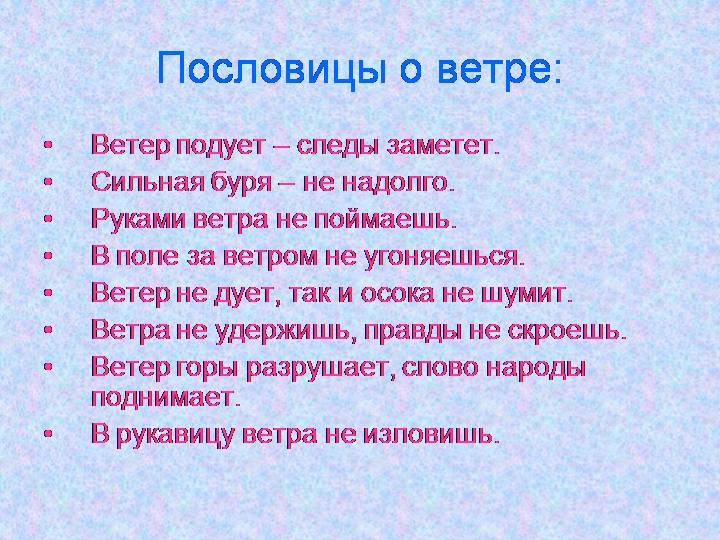 Пословицы о ветре:
• Ветер подует – следы заметет.
• Сильная буря – не надолго.
• Руками ветра не поймаешь.
• В поле за ветром не угоняешься.
• Ветер не дует, так и осока не шумит.
• Ветра не удержишь, правды не скроешь.
• Ветер горы разрушает, слово народы
поднимает.
• В рукавицу ветра не изловишь.